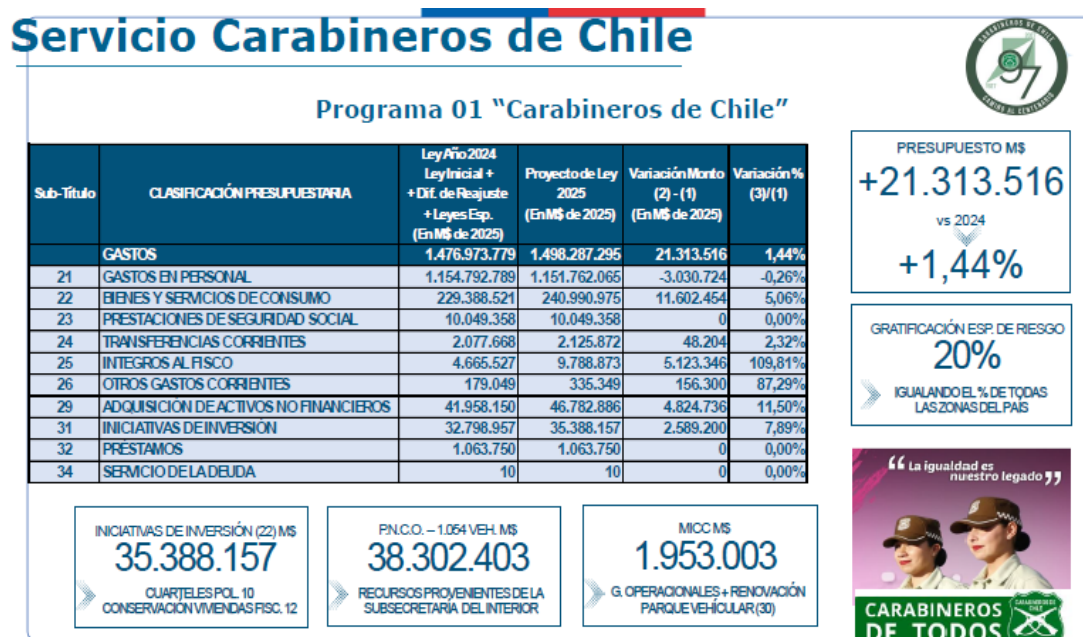 Servicio Carabineros de Chile
97
Programa 01 “Carabineros de Chile”
Sub-Título CLASIFICACIÓN PRESUPUESTARIA Ley Año 2024 Ley Inicial + + Dif. de Reajuste + Leyes Esp. (En M$ de 2025) Proyecto de Ley 2025 (En M$ de 2025) Variación Monto (2) - (1) (En M$ de 2025) Variación % (3)/(1)
GASTOS 1.476.973.779 1.498.287.295 21.313.516 1,44%
21 GASTOS EN PERSONAL 1.154.792.789 1.151.762.065 -3.030.724 -0,26%
22 BIENES Y SERVICIOS DE CONSUMO 229.388.521 240.990.975 11.602.454 5,06%
23 PRESTACIONES DE SEGURIDAD SOCIAL 10.049.358 10.049.358 0 0,00%
24 TRANSFERENCIAS CORRIENTES 2.077.668 2.125.872 48.204 2,32%
25 INTEGROS AL FISCO 4.665.527 9.788.873 5.123.346 109,81%
26 OTROS GASTOS CORRIENTES 179.049 335.349 156.300 87,29%
29 ADQUISICIÓN DE ACTIVOS NO FINANCIEROS 41.958.150 46.782.886 4.824.736 11,50%
31 INICIATIVAS DE INVERSIÓN 32.798.957 35.388.157 2.589.200 7,89%
32 PRÉSTAMOS 1.063.750 1.063.750 0 0,00%
34 SERVICIO DE LA DEUDA 10 10 0 0,00%
PRESUPUESTO M$
+21.313.516
vs 2024
+1,44%
GRATIFICACIÓN ESP. DE RIESGO
20%
IGUALANDO EL % DE TODAS
LAS ZONAS DEL PAÍS
“ La igualdad es
nuestro legado ”
CARABINEROS
DE TODOS
INICIATIVAS DE INVERSIÓN (22) M$
35.388.157
CUARTELES POL. 10
CONSERVACIÓN VIVIENDAS FISC. 12
P.N.C.O. – 1.054 VEH. M$
38.302.403
RECURSOS PROVENIENTES DE LA
SUBSECRETARÍA DEL INTERIOR
MICC M$
1.953.003
G. OPERACIONALES + RENOVACIÓN
PARQUE VEHÍCULAR (30)